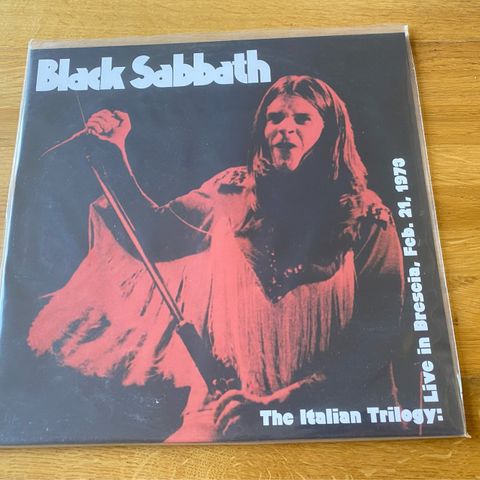 Black Sabbath
The Italian Trilogy:
Live in Brescia, Feb. 21, 1973